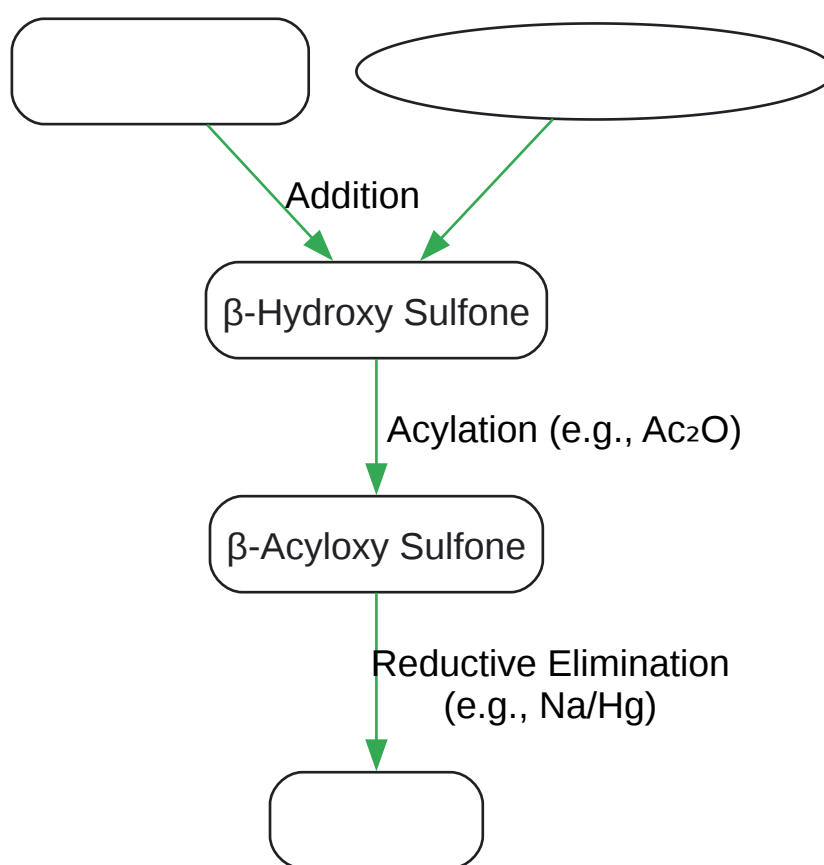 Addition
β-Hydroxy Sulfone
Acylation (e.g., Ac₂O)
β-Acyloxy Sulfone
Reductive Elimination
(e.g., Na/Hg)